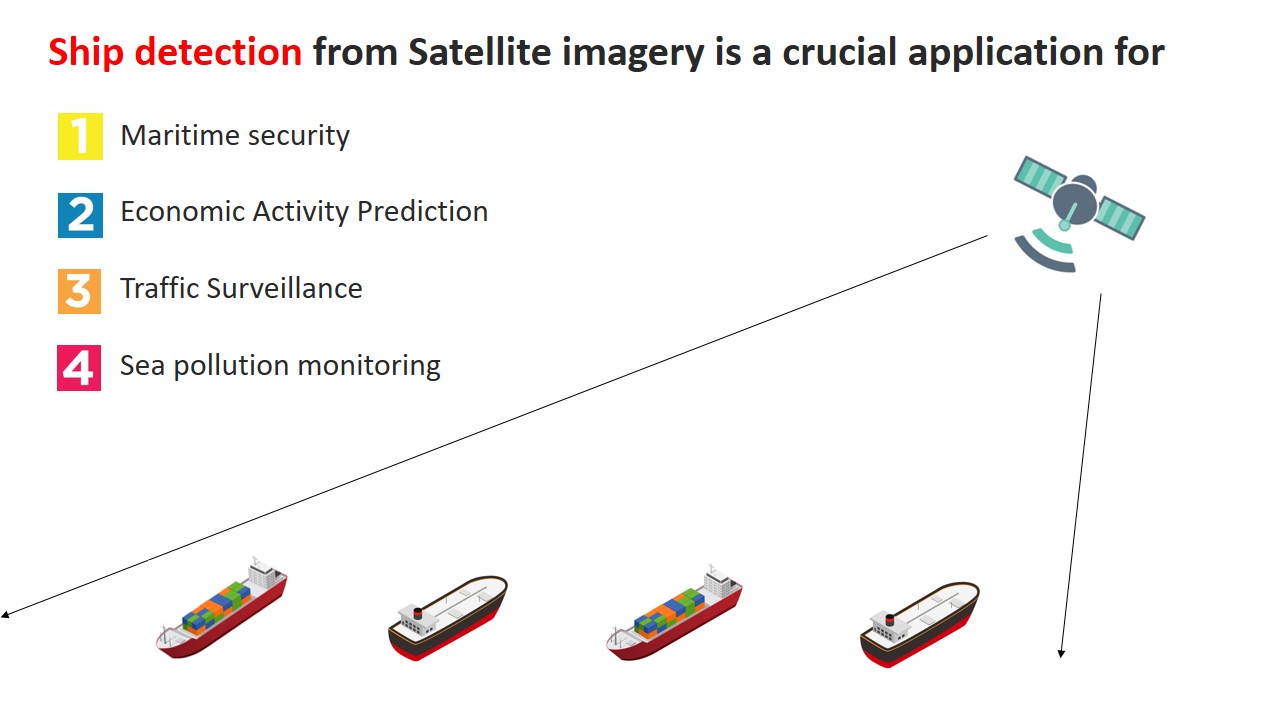 Ship detection from Satellite imagery is a crucial application for
1 Maritime security
2 Economic Activity Prediction
3 Traffic Surveillance
4 Sea pollution monitoring